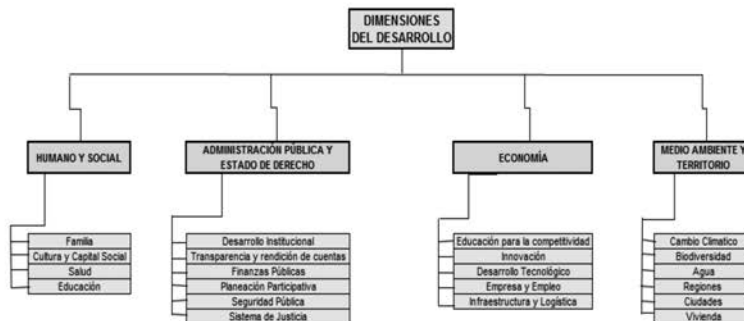 DIMENSIONES
DEL DESARROLLO
HUMANO Y SOCIAL
Familia
Cultura y Capital Social
Salud
Educación
ADMINISTRACIÓN PÚBLICA Y
ESTADO DE DERECHO
Desarrollo Institucional
Transparencia y rendición de cuentas
Finanzas Públicas
Planeación Participativa
Seguridad Pública
Sistema de Justicia
ECONOMÍA
Educación para la competitividad
Innovación
Desarrollo Tecnológico
Empresa y Empleo
Infraestructura y Logística
MEDIO AMBIENTE Y
TERRITORIO
Cambio Climatico
Biodiversidad
Agua
Regiones
Ciudades
Vivienda